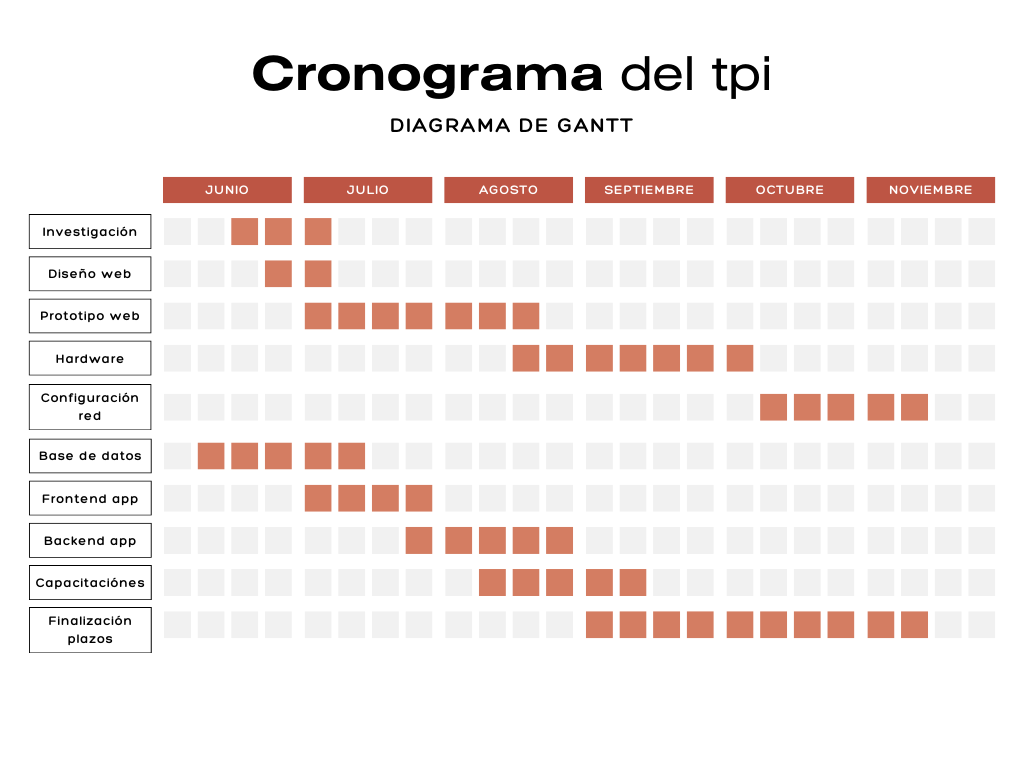 Cronograma del tpi
DIAGRAMA DE GANTT
JUNIO JULIO AGOSTO SEPTIEMBRE OCTUBRE NOVIEMBRE
Investigación
Diseño web
Prototipo web
Hardware
Configuración
red
Base de datos
Frontend app
Backend app
Capacitaciónes
Finalización
plazos